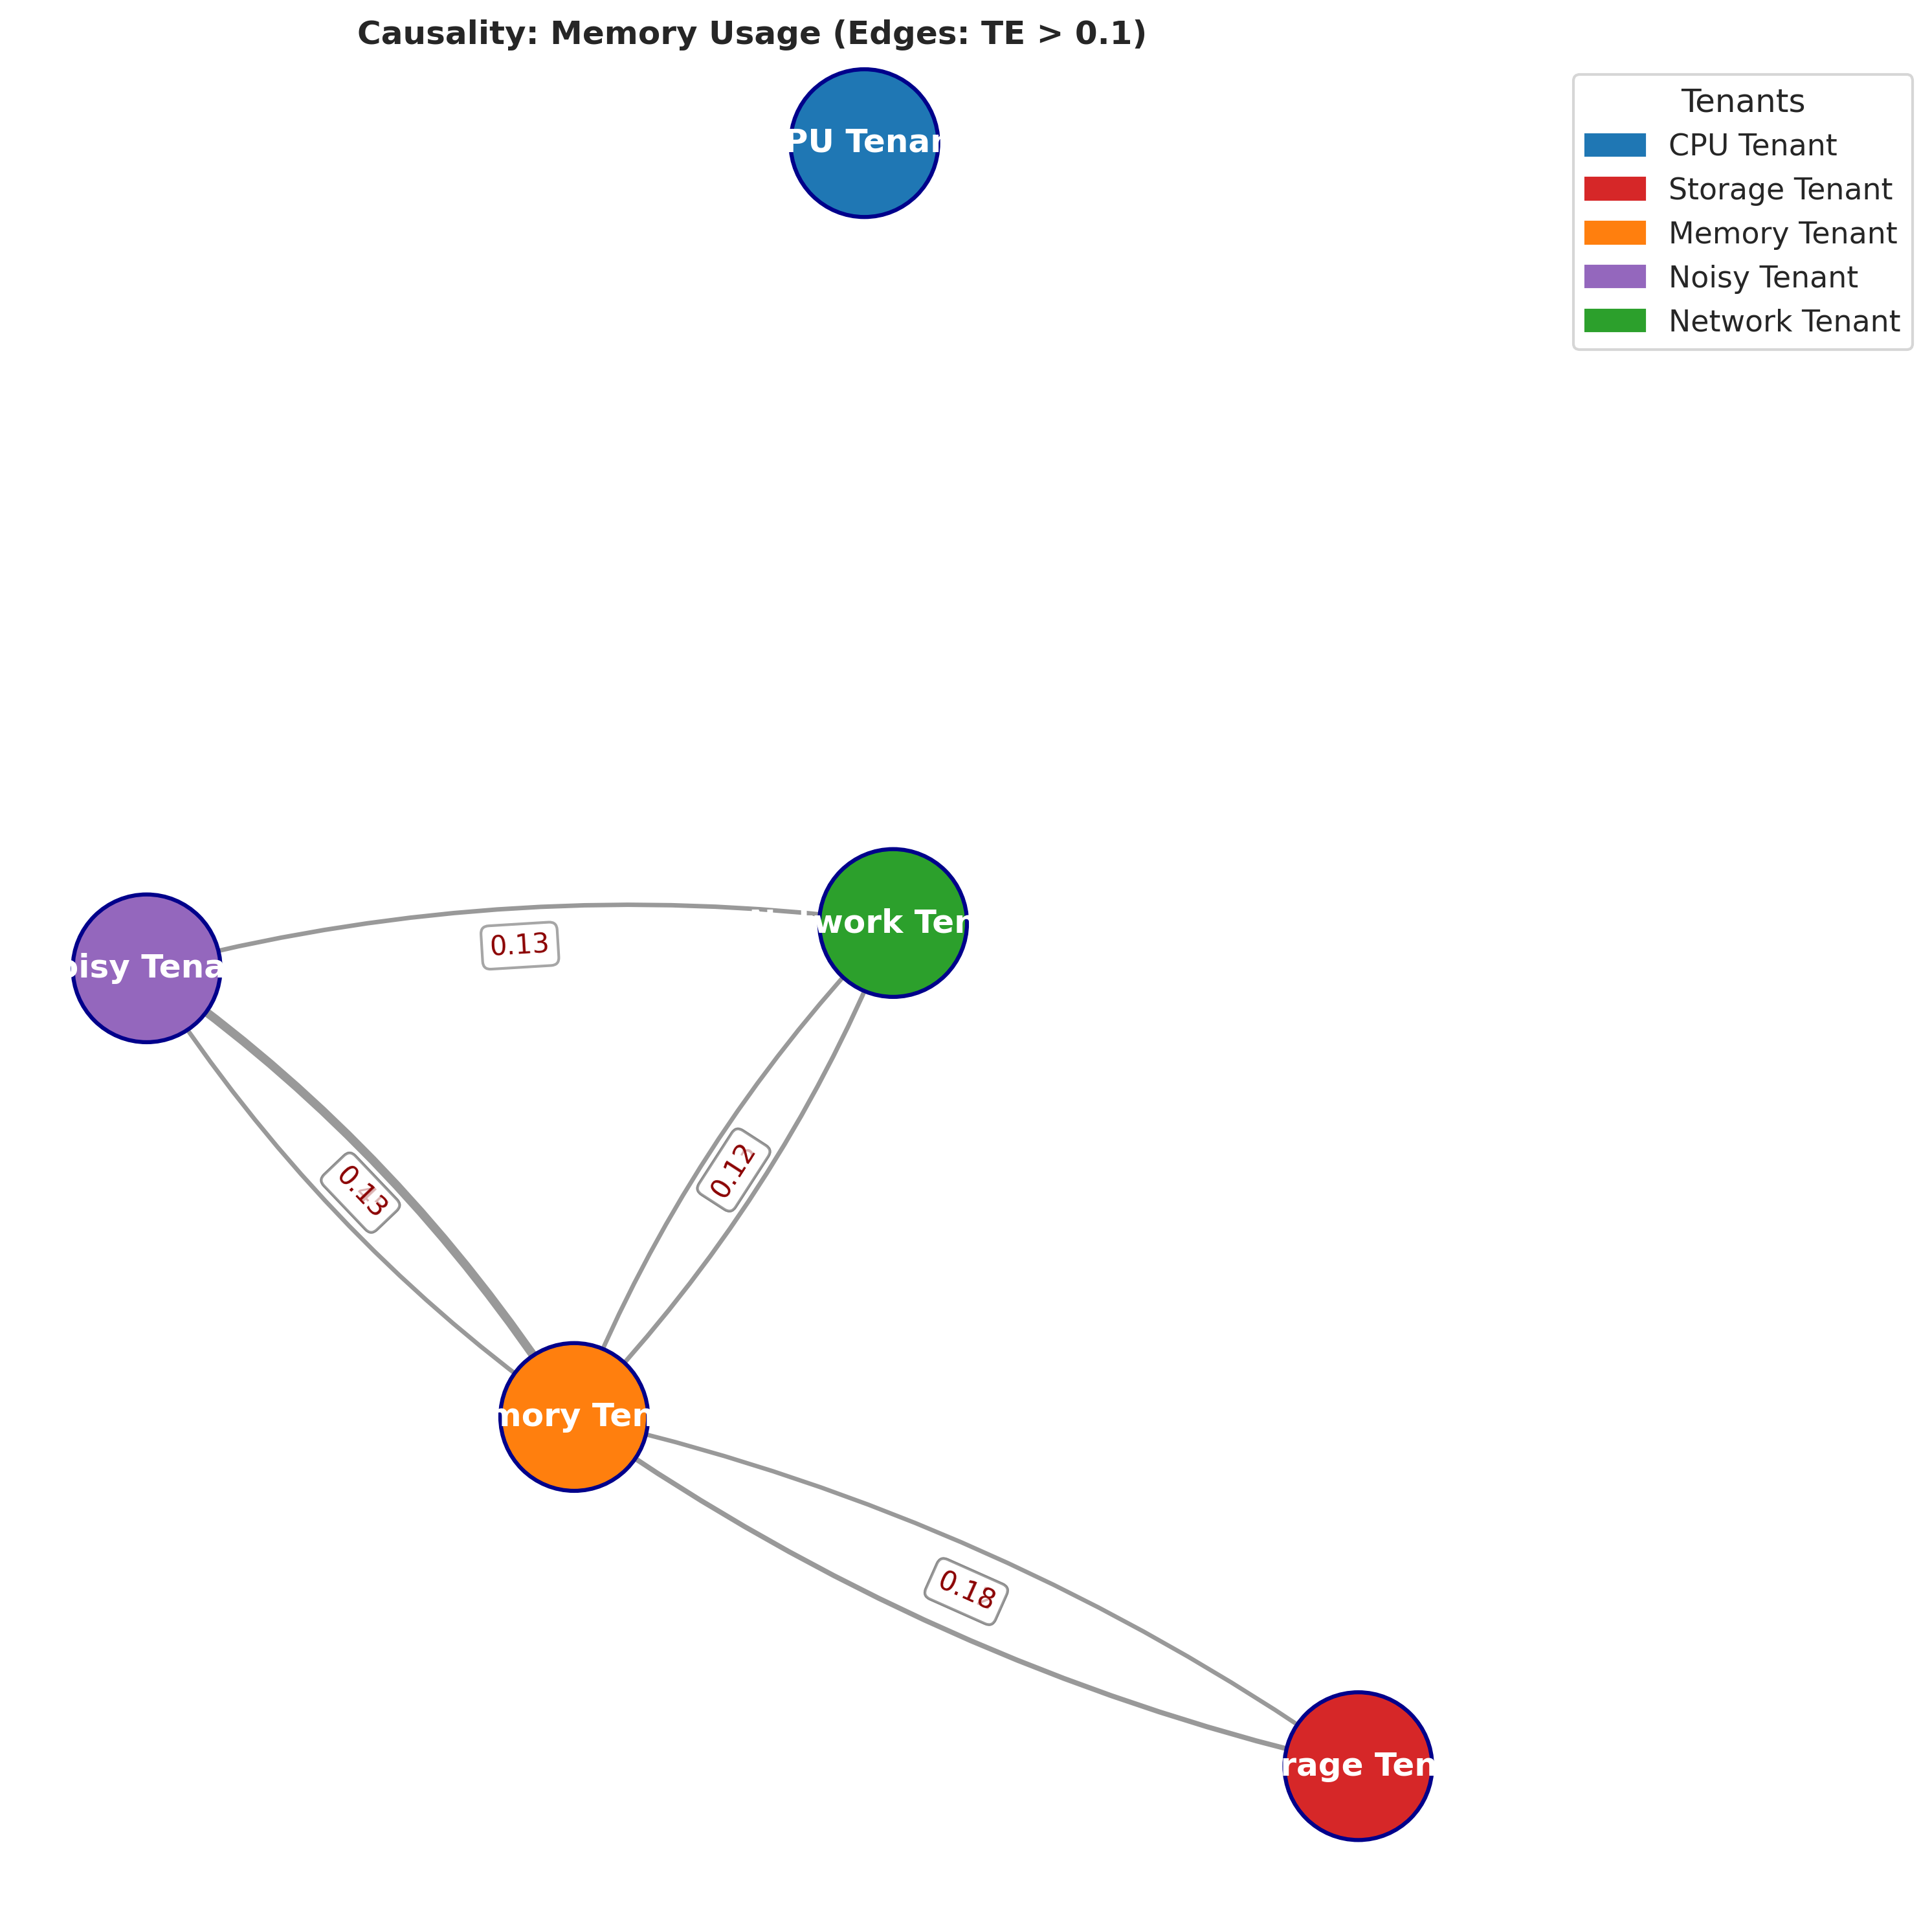 Causality: Memory Usage (Edges: TE > 0.1)
PU Tenan
Tenants
CPU Tenant
Storage Tenant
Memory Tenant
Noisy Tenant
Network Tenant
0.13
work Ten
oisy Tena
0.12
0.13
mory Ten
0.18
rage Ten